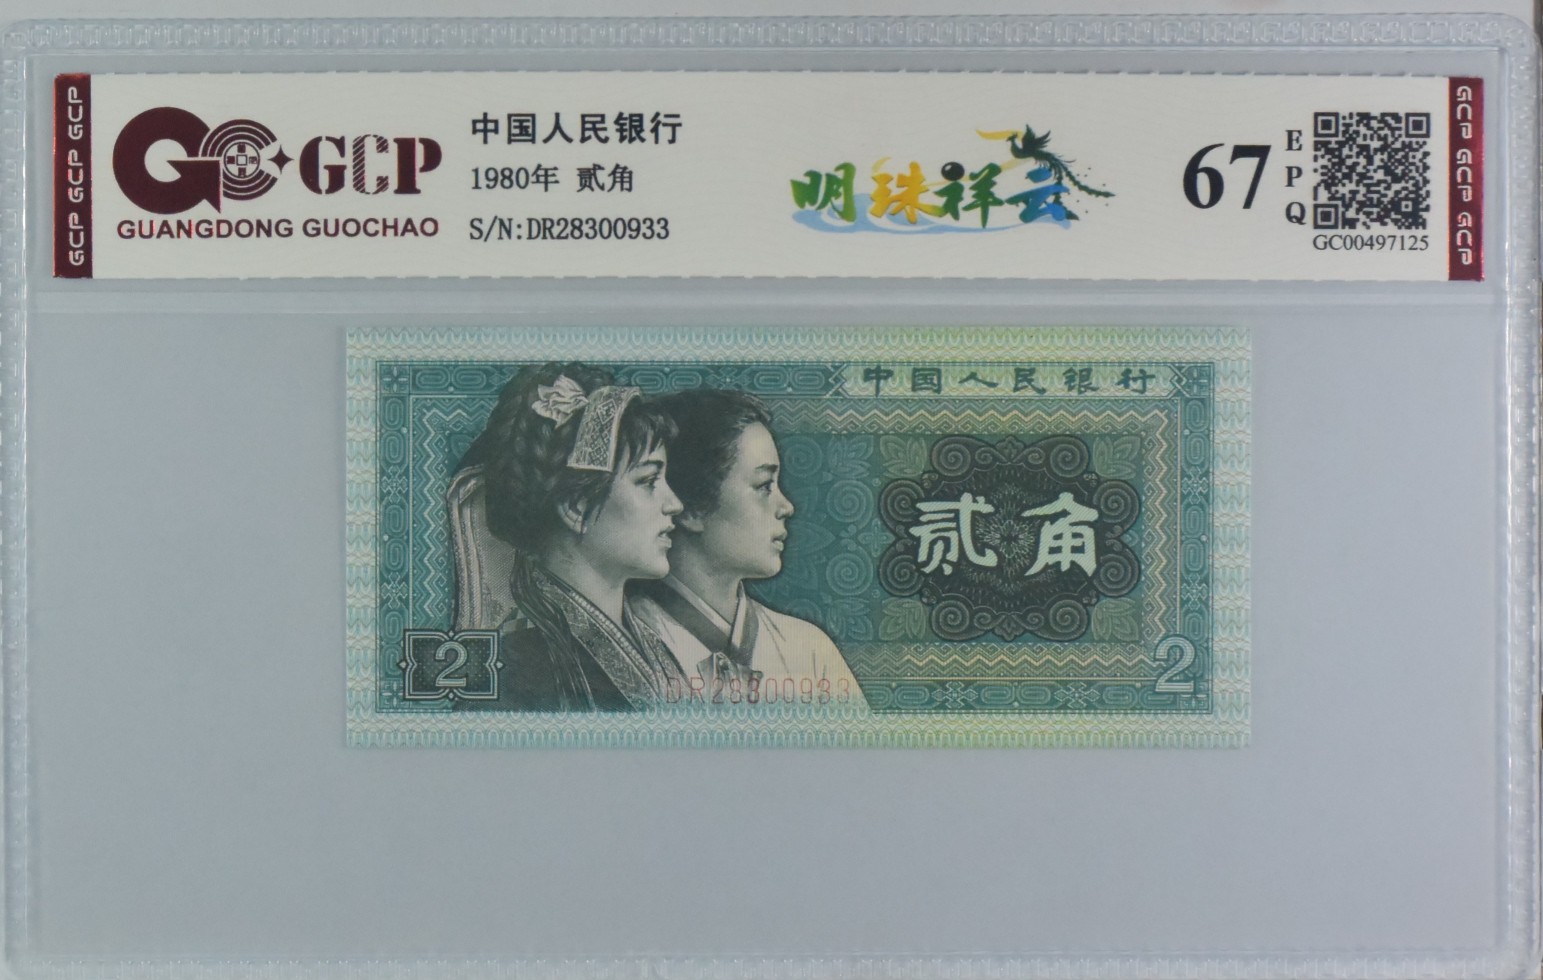 GCP GCP GCP
GCP
GUANGDONG GUOCHAO
中国人民银行
1980年 贰角
S/N:DR28300933
明珠祥云
67
EPQ
GC00497125
GCP GCP GCP
中国人民银行
贰角
2
2
DR28300933